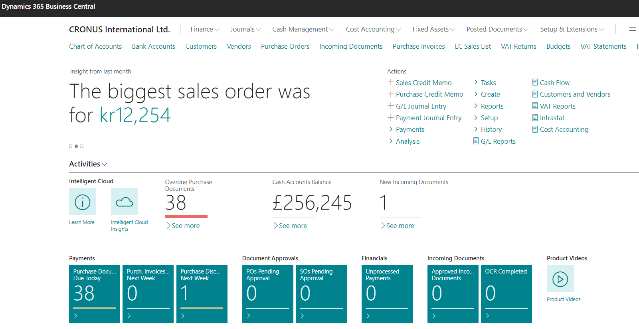 Dynamics 365 Business Central
CRONUS International Ltd.
Finance Journals Cash Management Cost Accounting Fixed Assets Posted Documents Setup & Extensions
Chart of Accounts Bank Accounts Customers Vendors Purchase Orders Incoming Documents Purchase Invoices EC Sales List VAT Returns Budgets VAT Statements
Insight from last month
The biggest sales order was
for kr12,254
Actions
Sales Credit Memo
Purchase Credit Memo
G/L Journal Entry
Payment Journal Entry
Payments
Analysis
Tasks
Create
Reports
Setup
History
G/L Reports
Cash Flow
Customers and Vendors
VAT Reports
Intrastat
Cost Accounting
Activities
Intelligent Cloud
Learn More
Intelligent Cloud
Insights
Overdue Purchase
Documents
38
See more
Cash Accounts Balance
£256,245
See more
New Incoming Documents
1
See more
Payments
Purchase Docu...
Due Today
38
Purch. Invoices...
Next Week
0
Purchase Disc...
Next Week
1
Document Approvals
POs Pending
Approval
0
SOs Pending
Approval
0
Financials
Unprocessed
Payments
0
Incoming Documents
Approved Inco...
Documents
0
OCR Completed
0
Product Videos
Product Videos